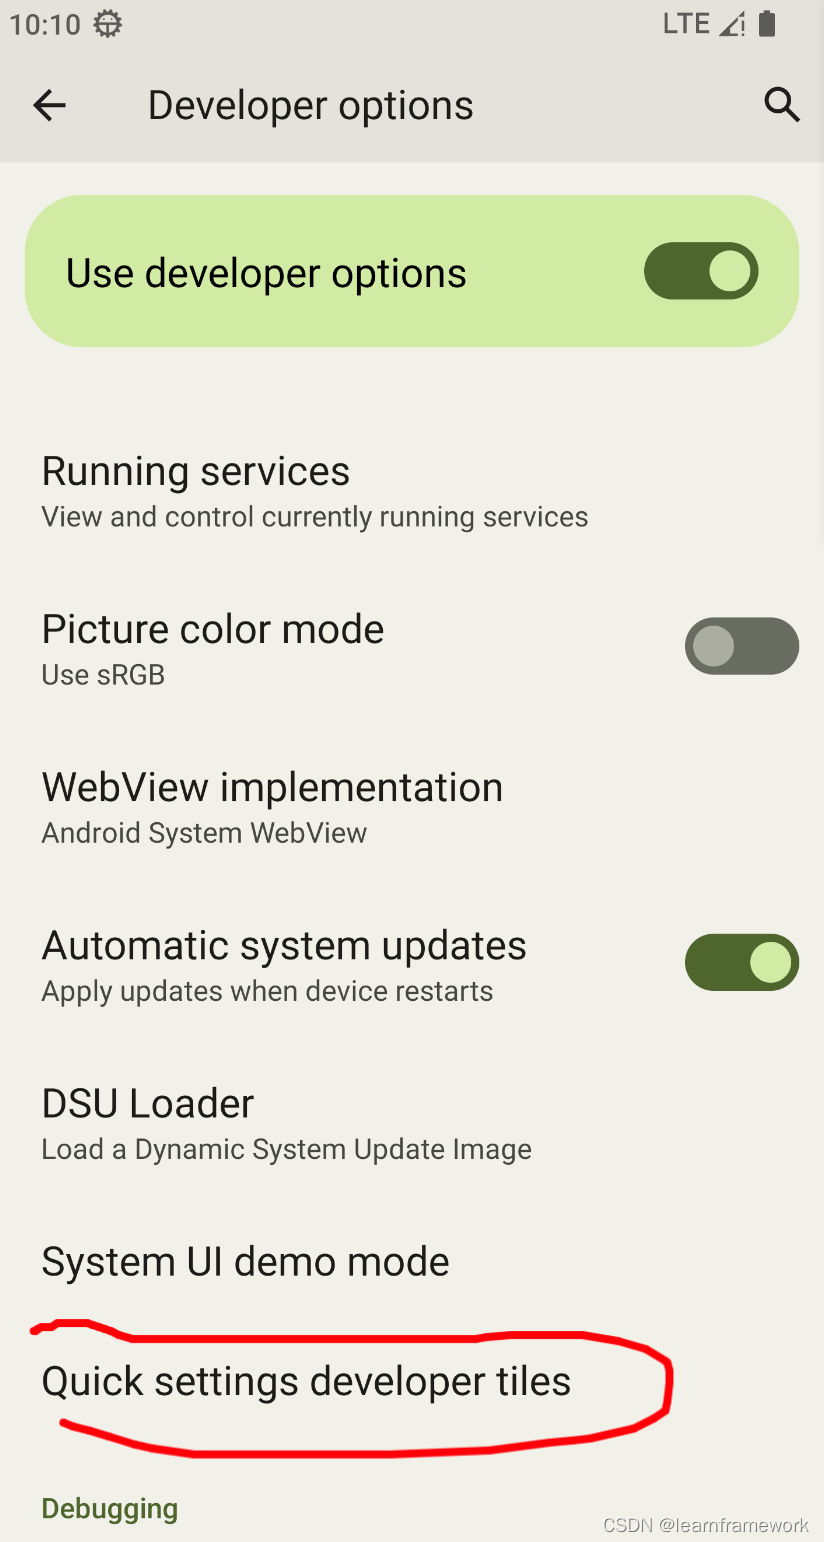 10:10 LTE
Developer options
Use developer options
Running services
View and control currently running services
Picture color mode
Use sRGB
WebView implementation
Android System WebView
Automatic system updates
Apply updates when device restarts
DSU Loader
Load a Dynamic System Update Image
System UI demo mode
Quick settings developer tiles
Debugging
CSDN @learnframework